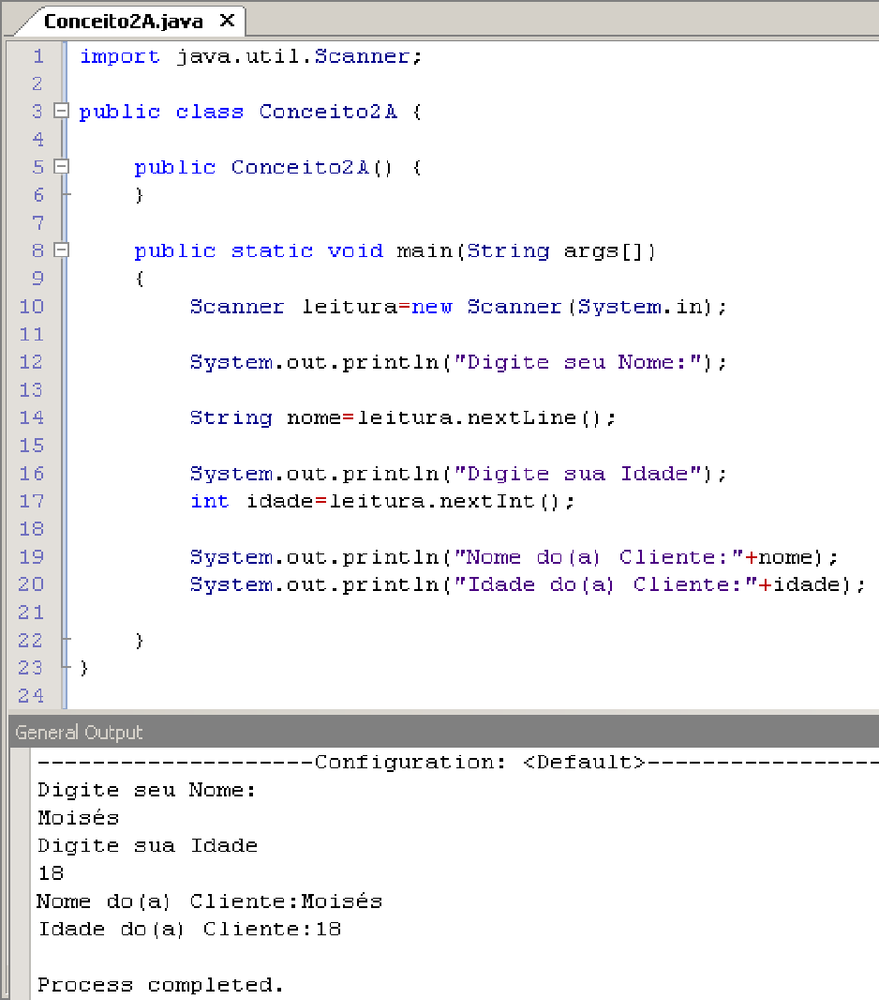 Conceito2A.java ×
1 import java.util.Scanner;
2
3 public class Conceito2A {
4
5 public Conceito2A() {
6 }
7
8 public static void main(String args[])
9 {
10 Scanner leitura=new Scanner(System.in);
11
12 System.out.println("Digite seu Nome:");
13
14 String nome=leitura.nextLine();
15
16 System.out.println("Digite sua Idade");
17 int idade=leitura.nextInt();
18
19 System.out.println("Nome do(a) Cliente:"+nome);
20 System.out.println("Idade do(a) Cliente:"+idade);
21
22 }
23 }
24
General Output
--------------------Configuration: <Default>-----------------
Digite seu Nome:
Moisés
Digite sua Idade
18
Nome do(a) Cliente:Moisés
Idade do(a) Cliente:18
Process completed.